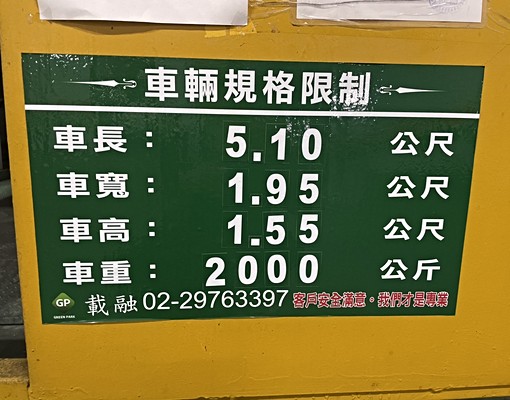 車輛規格限制
車長： 5.10 公尺
車寬： 1.95 公尺
車高： 1.55 公尺
車重： 2000 公斤
GP
GREEN PARK
載融 02-29763397 客戶安全滿意。我們才是專業